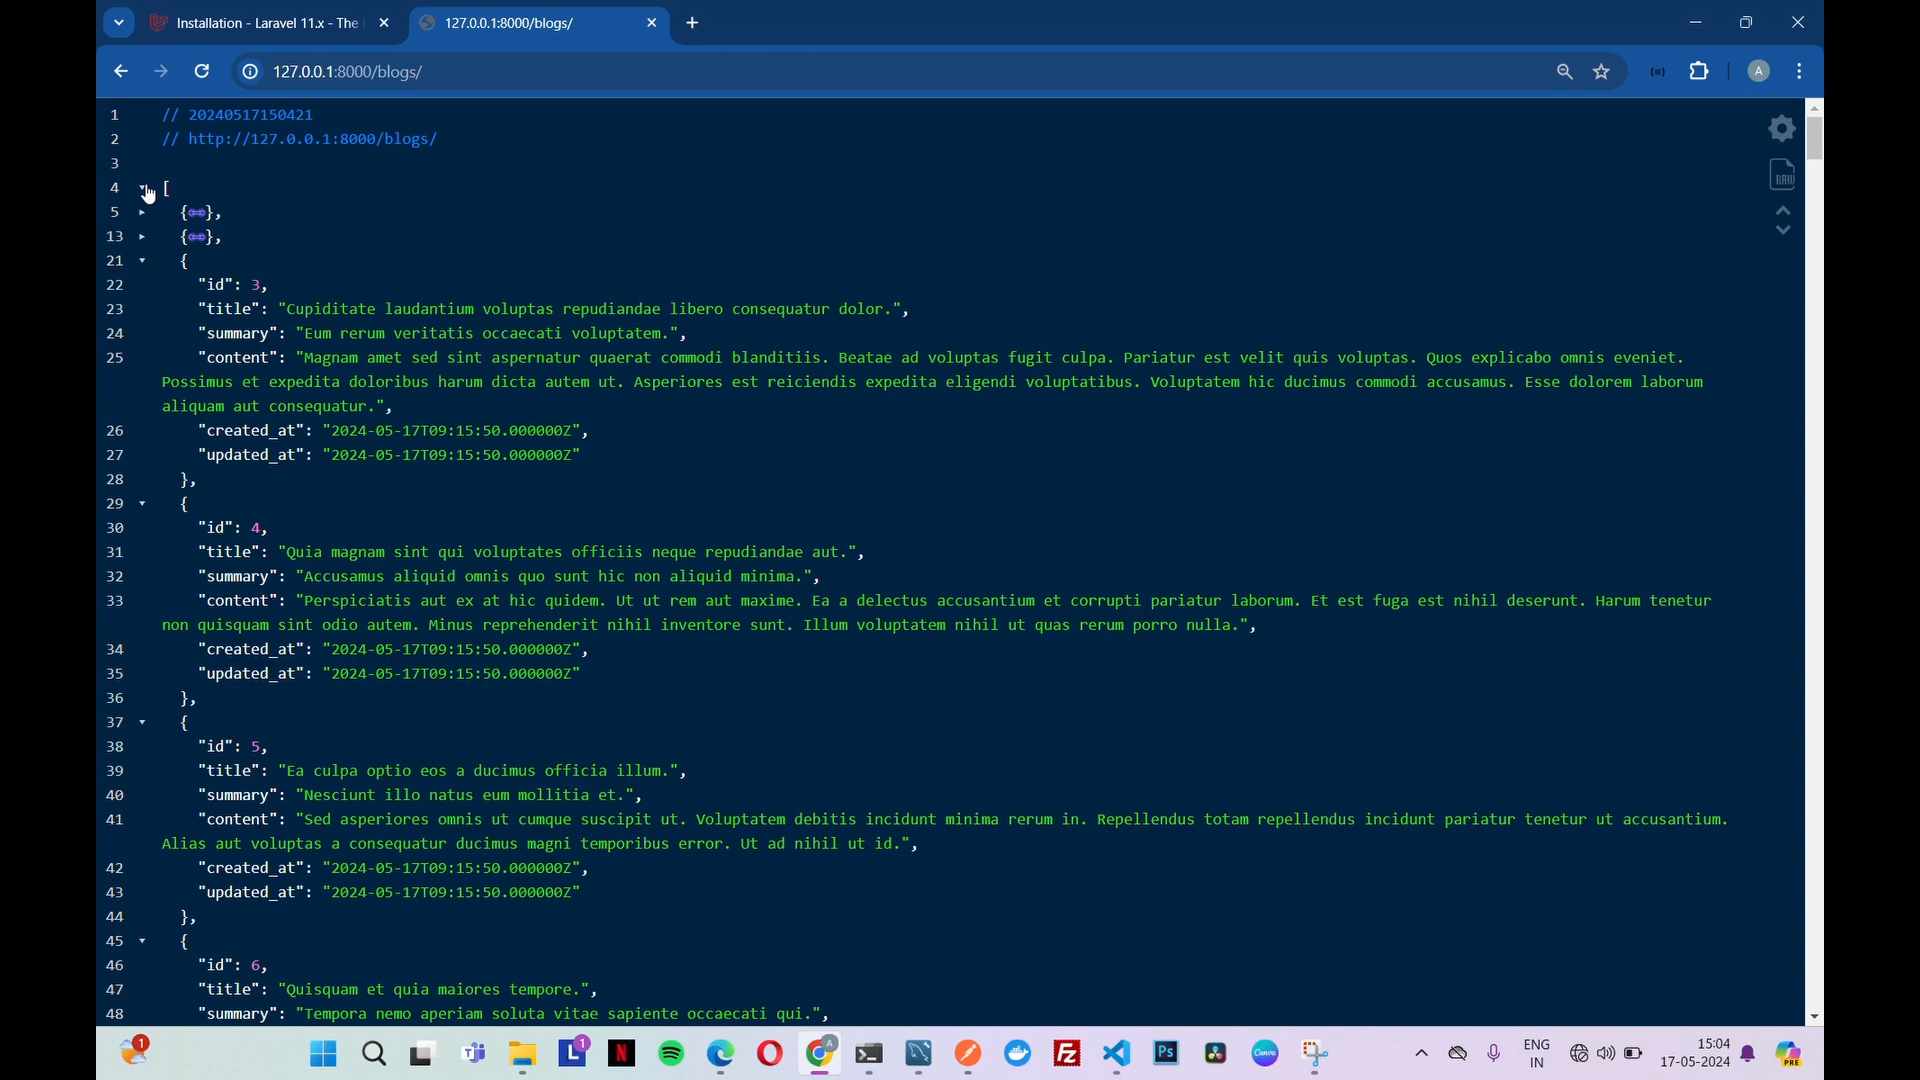 Installation - Laravel 11.x - The
127.0.0.1:8000/blogs/
127.0.0.1:8000/blogs/
A
1 // 20240517150421
2 // http://127.0.0.1:8000/blogs/
3
4 [
5 {},
13 {},
21 {
22 "id": 3,
23 "title": "Cupiditate laudantium voluptas repudiandae libero consequatur dolor.",
24 "summary": "Eum rerum veritatis occaecati voluptatem.",
25 "content": "Magnam amet sed sint aspernatur quaerat commodi blanditiis. Beatae ad voluptas fugit culpa. Pariatur est velit quis voluptas. Quos explicabo omnis eveniet.
Possimus et expedita doloribus harum dicta autem ut. Asperiores est reiciendis expedita eligendi voluptatibus. Voluptatem hic ducimus commodi accusamus. Esse dolorem laborum
aliquam aut consequatur.",
26 "created_at": "2024-05-17T09:15:50.000000Z",
27 "updated_at": "2024-05-17T09:15:50.000000Z"
28 },
29 {
30 "id": 4,
31 "title": "Quia magnam sint qui voluptates officiis neque repudiandae aut.",
32 "summary": "Accusamus aliquid omnis quo sunt hic non aliquid minima.",
33 "content": "Perspiciatis aut ex at hic quidem. Ut ut rem aut maxime. Ea a delectus accusantium et corrupti pariatur laborum. Et est fuga est nihil deserunt. Harum tenetur
non quisquam sint odio autem. Minus reprehenderit nihil inventore sunt. Illum voluptatem nihil ut quas rerum porro nulla.",
34 "created_at": "2024-05-17T09:15:50.000000Z",
35 "updated_at": "2024-05-17T09:15:50.000000Z"
36 },
37 {
38 "id": 5,
39 "title": "Ea culpa optio eos a ducimus officia illum.",
40 "summary": "Nesciunt illo natus eum mollitia et.",
41 "content": "Sed asperiores omnis ut cumque suscipit ut. Voluptatem debitis incidunt minima rerum in. Repellendus totam repellendus incidunt pariatur tenetur ut accusantium.
Alias aut voluptas a consequatur ducimus magni temporibus error. Ut ad nihil ut id.",
42 "created_at": "2024-05-17T09:15:50.000000Z",
43 "updated_at": "2024-05-17T09:15:50.000000Z"
44 },
45 {
46 "id": 6,
47 "title": "Quisquam et quia maiores tempore.",
48 "summary": "Tempora nemo aperiam soluta vitae sapiente occaecati qui.",
RAW
1
L 1
N
A
Fz
Ps
Canva
ENG
IN
15:04
17-05-2024
PRE